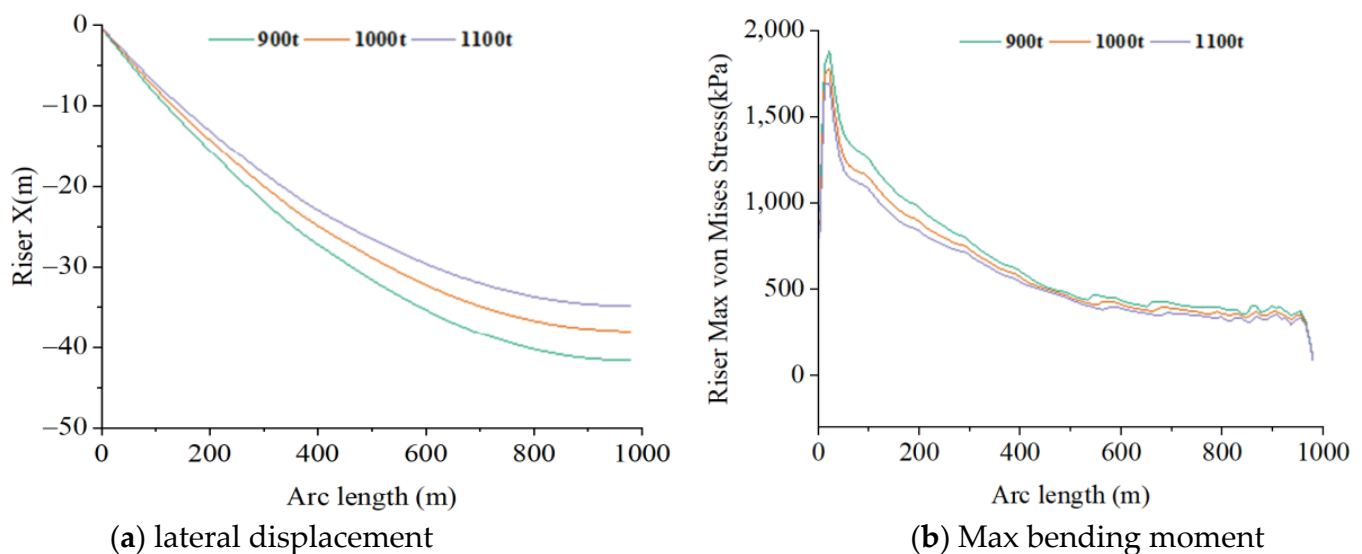 900t 1000t 1100t
Riser X(m)
–0
–10
–20
–30
–40
–50
0 200 400 600 800 1000
Arc length (m)
(a) lateral displacement
900t 1000t 1100t
Riser Max von Mises Stress(kPa)
2,000
1,500
1,000
500
0
0 200 400 600 800 1000
Arc length (m)
(b) Max bending moment